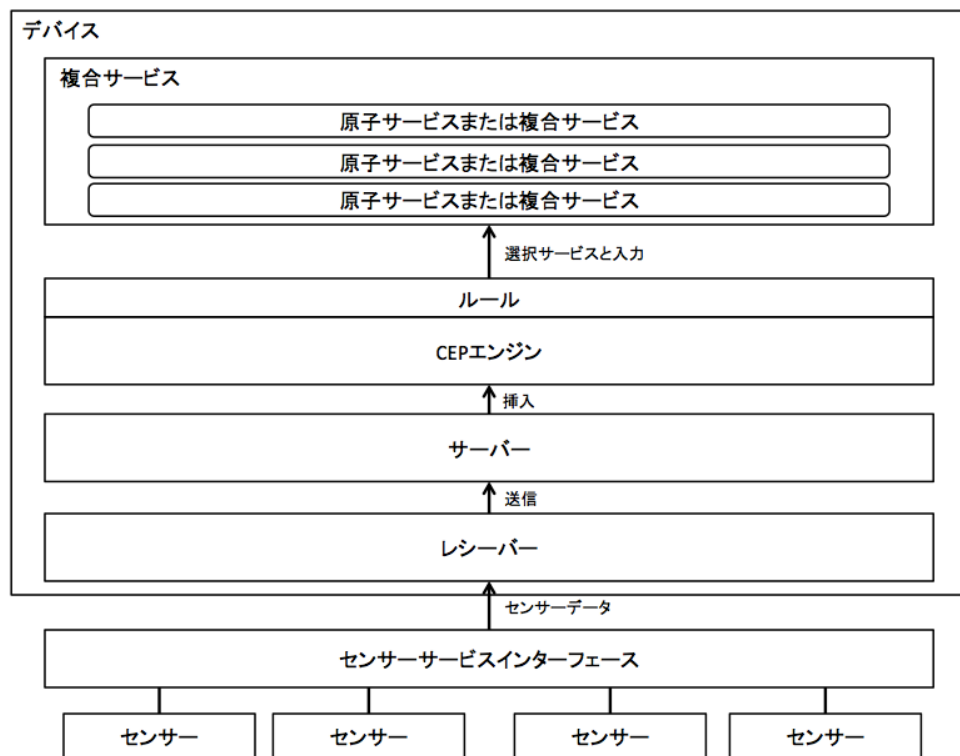 デバイス
複合サービス
原子サービスまたは複合サービス
原子サービスまたは複合サービス
原子サービスまたは複合サービス
選択サービスと入力
ルール
CEPエンジン
挿入
サーバー
送信
レシーバー
センサーデータ
センサーサービスインターフェース
センサー
センサー
センサー
センサー